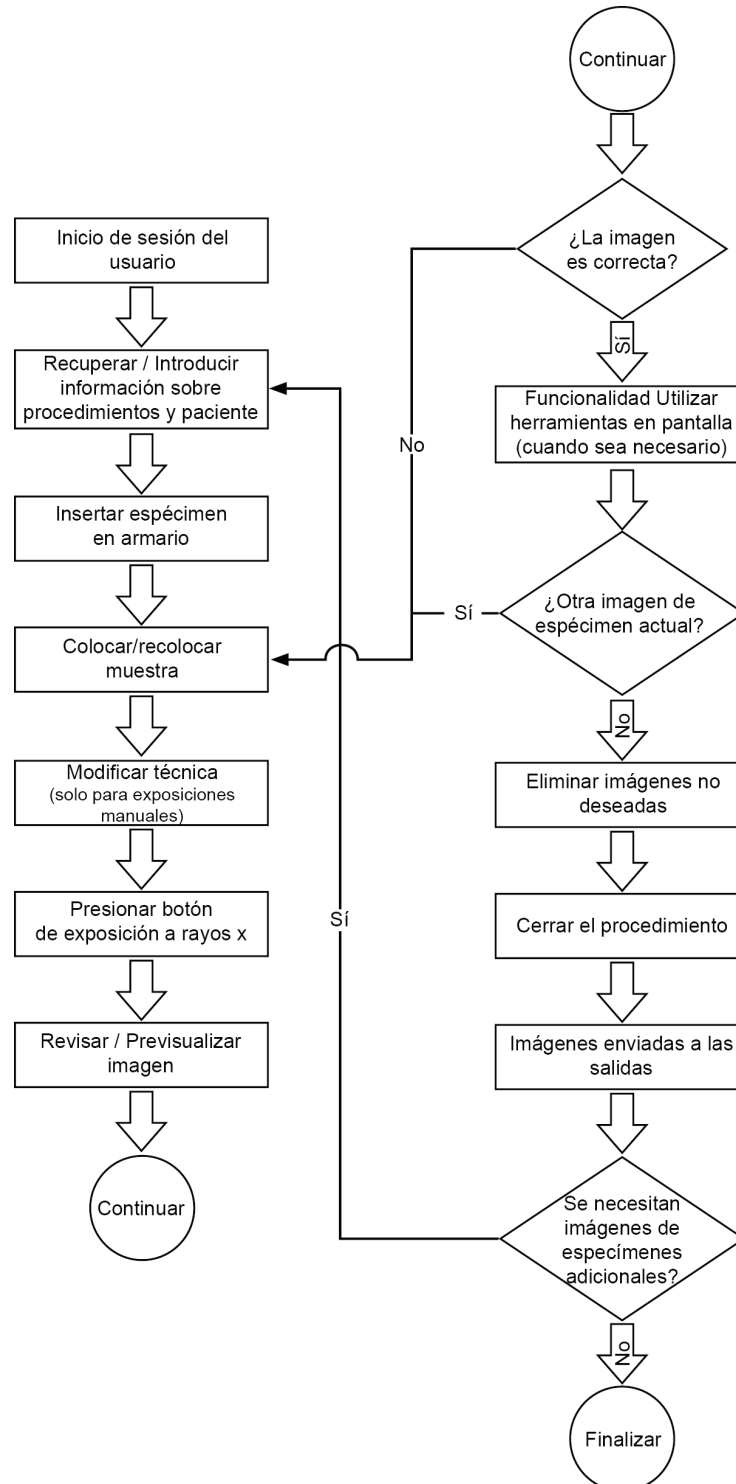 Inicio de sesión del
usuario
Recuperar / Introducir
información sobre
procedimientos y paciente
Insertar espécimen
en armario
Colocar/recolocar
muestra
Modificar técnica
(solo para exposiciones
manuales)
Presionar botón
de exposición a rayos x
Revisar / Previsualizar
imagen
Continuar
Continuar
¿La imagen
es correcta?
No
Sí
Funcionalidad Utilizar
herramientas en pantalla
(cuando sea necesario)
¿Otra imagen de
espécimen actual?
Sí
No
Eliminar imágenes no
deseadas
Cerrar el procedimiento
Imágenes enviadas a las
salidas
Se necesitan
imágenes de
especímenes
adicionales?
Sí
No
Finalizar